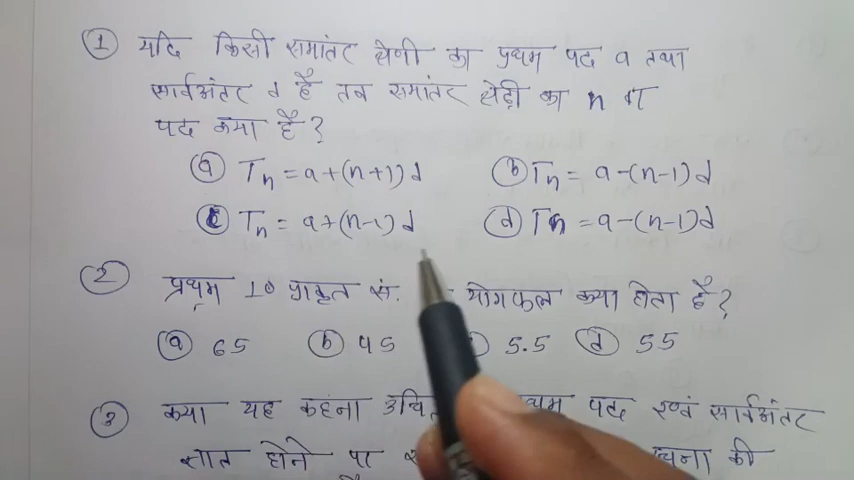 ① यदि किसी समांतर श्रेणी का प्रथम पद a तथा
सार्वअंतर d है तब समांतर श्रेढ़ी का n वा
पद क्या है?
ⓐ Tn = a+(n+1)d ⓑ Tn = a-(n-1)d
ⓒ Tn = a+(n-1)d ⓓ Tn = a-(n-1)d
② प्रथम 10 प्राकृत सं. योगफल क्या होता है?
ⓐ 65 ⓑ 45 5.5 ⓓ 55
③ क्या यह कहना पद एवं सार्वअंतर
ज्ञात होने पर की